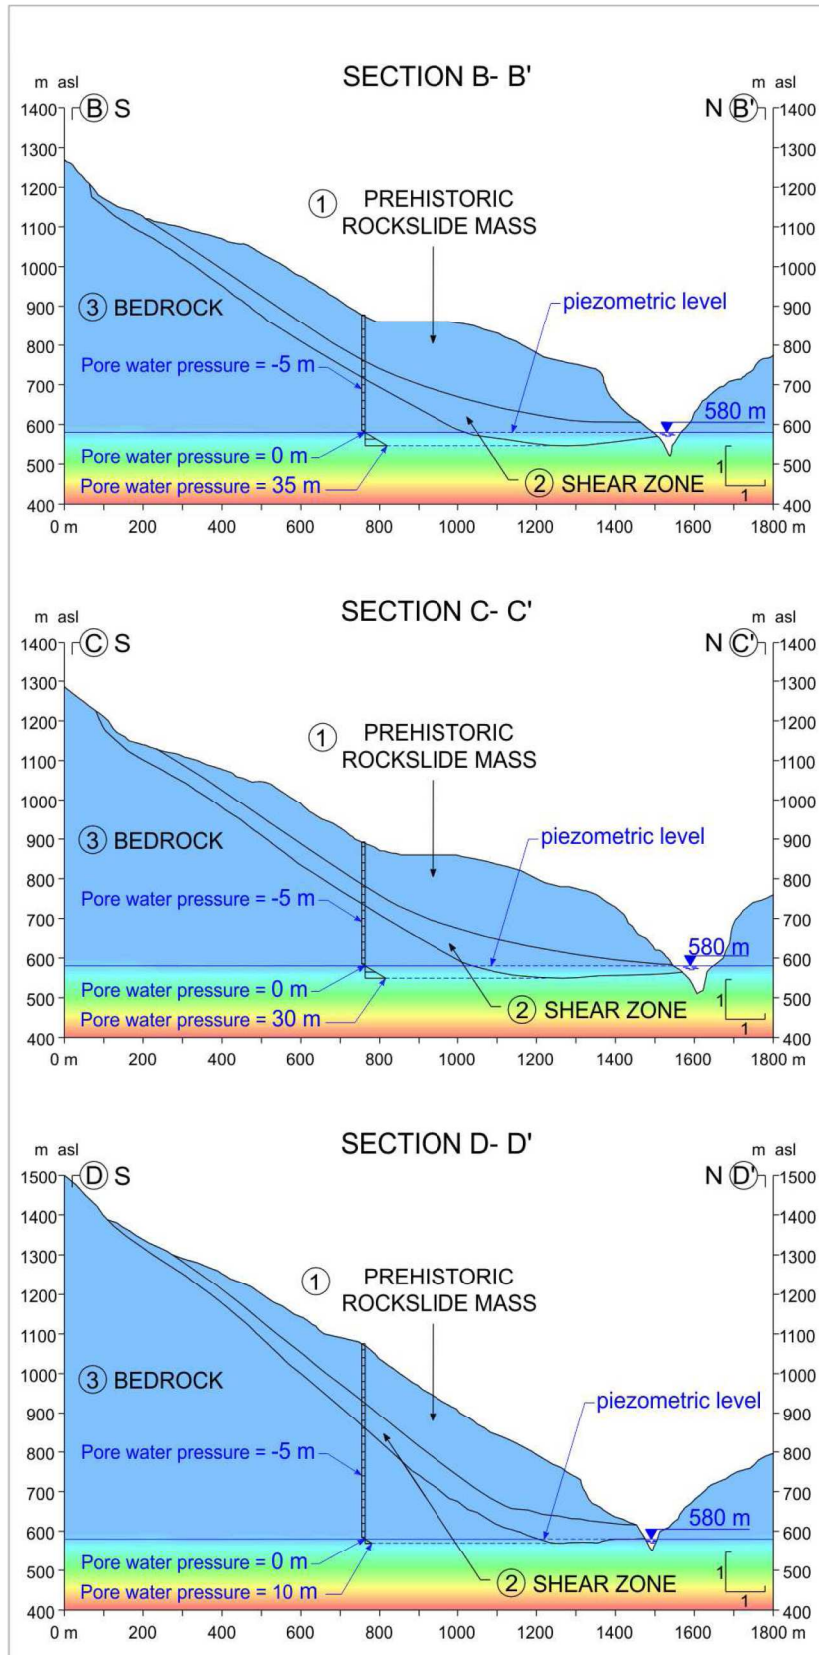 SECTION B- B'
m asl
m asl
B S
N B'
1400
1300
1200
1100
1000
900
800
700
600
500
400
1400
1300
1200
1100
1000
900
800
700
600
500
400
1 PREHISTORIC
ROCKSLIDE MASS
3 BEDROCK
piezometric level
Pore water pressure = -5 m
580 m
Pore water pressure = 0 m
Pore water pressure = 35 m
2 SHEAR ZONE
1
1
0 m 200 400 600 800 1000 1200 1400 1600 1800 m
SECTION C- C'
m asl
m asl
C S
N C'
1400
1300
1200
1100
1000
900
800
700
600
500
400
1400
1300
1200
1100
1000
900
800
700
600
500
400
1 PREHISTORIC
ROCKSLIDE MASS
3 BEDROCK
piezometric level
Pore water pressure = -5 m
580 m
Pore water pressure = 0 m
Pore water pressure = 30 m
2 SHEAR ZONE
1
1
0 m 200 400 600 800 1000 1200 1400 1600 1800 m
SECTION D- D'
m asl
m asl
D S
N D'
1500
1400
1300
1200
1100
1000
900
800
700
600
500
400
1500
1400
1300
1200
1100
1000
900
800
700
600
500
400
1 PREHISTORIC
ROCKSLIDE MASS
3 BEDROCK
piezometric level
Pore water pressure = -5 m
580 m
Pore water pressure = 0 m
Pore water pressure = 10 m
2 SHEAR ZONE
1
1
0 m 200 400 600 800 1000 1200 1400 1600 1800 m